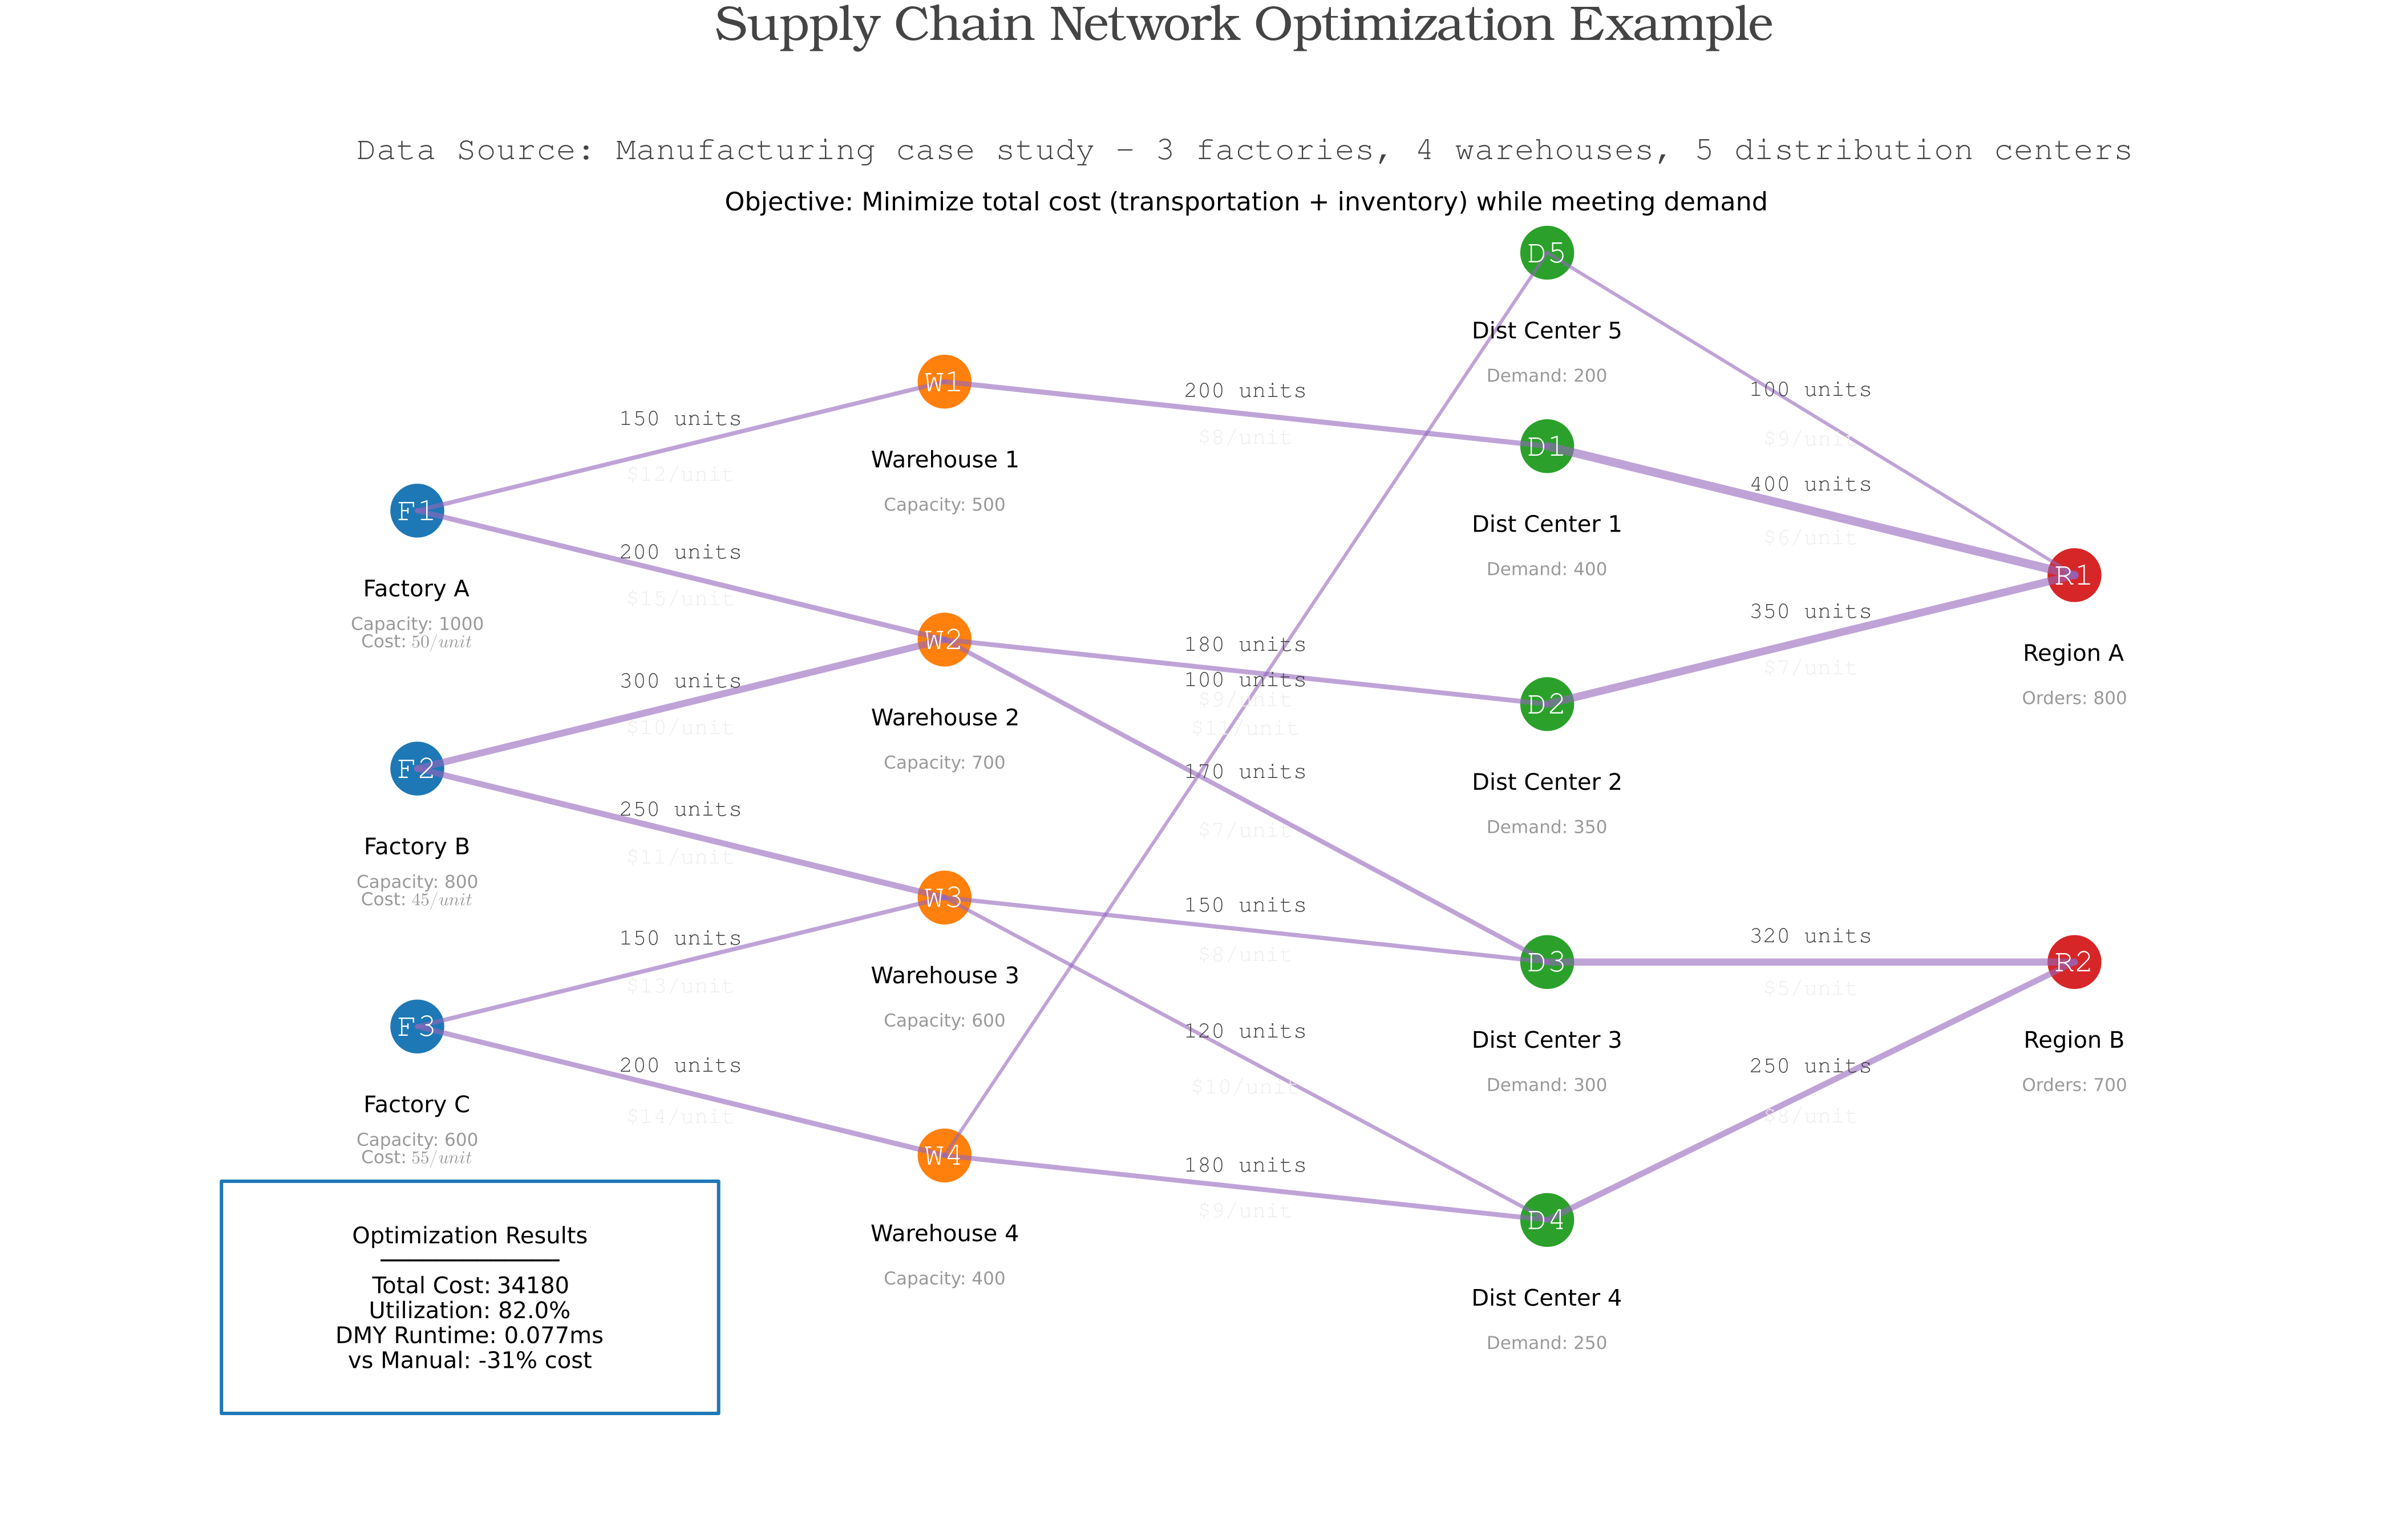 Supply Chain Network Optimization Example
Data Source: Manufacturing case study – 3 factories, 4 warehouses, 5 distribution centers
Objective: Minimize total cost (transportation + inventory) while meeting demand
F1
Factory A
Capacity: 1000
Cost: 50/unit
F2
Factory B
Capacity: 800
Cost: 45/unit
F3
Factory C
Capacity: 600
Cost: 55/unit
150 units
$12/unit
200 units
$15/unit
300 units
$10/unit
250 units
$11/unit
150 units
$13/unit
200 units
$14/unit
W1
Warehouse 1
Capacity: 500
W2
Warehouse 2
Capacity: 700
W3
Warehouse 3
Capacity: 600
W4
Warehouse 4
Capacity: 400
200 units
$8/unit
180 units
100 units
$9/unit
$11/unit
170 units
$7/unit
150 units
$8/unit
120 units
$10/unit
180 units
$9/unit
D5
Dist Center 5
Demand: 200
D1
Dist Center 1
Demand: 400
D2
Dist Center 2
Demand: 350
D3
Dist Center 3
Demand: 300
D4
Dist Center 4
Demand: 250
100 units
$9/unit
400 units
$6/unit
350 units
$7/unit
320 units
$5/unit
250 units
$8/unit
R1
Region A
Orders: 800
R2
Region B
Orders: 700
Optimization Results
Total Cost: 34180
Utilization: 82.0%
DMY Runtime: 0.077ms
vs Manual: -31% cost